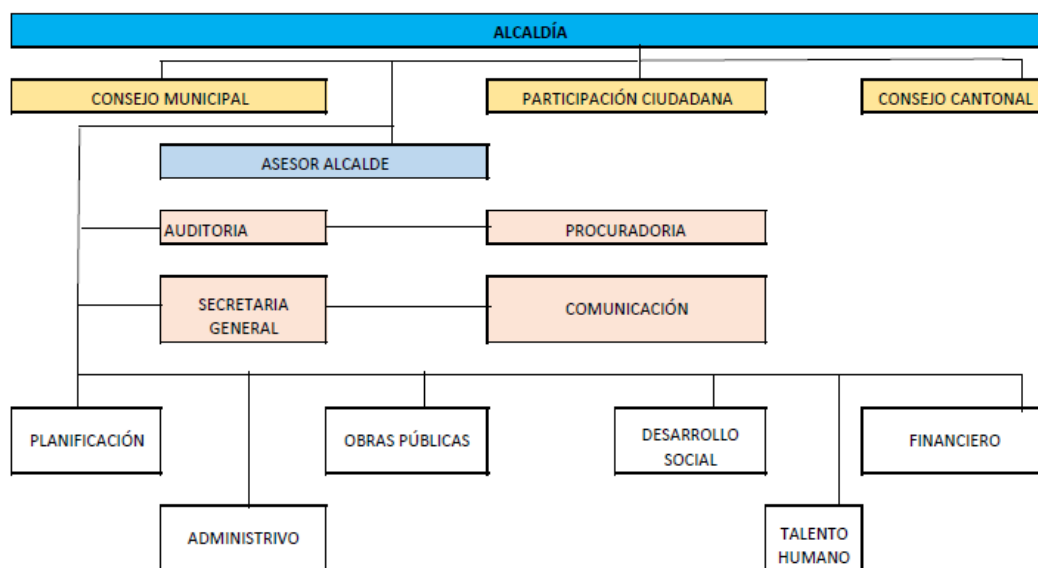 ALCALDÍA
CONSEJO MUNICIPAL
PARTICIPACIÓN CIUDADANA
CONSEJO CANTONAL
ASESOR ALCALDE
AUDITORIA
PROCURADORIA
SECRETARIA
GENERAL
COMUNICACIÓN
PLANIFICACIÓN
OBRAS PÚBLICAS
DESARROLLO
SOCIAL
FINANCIERO
ADMINISTRIVO
TALENTO
HUMANO